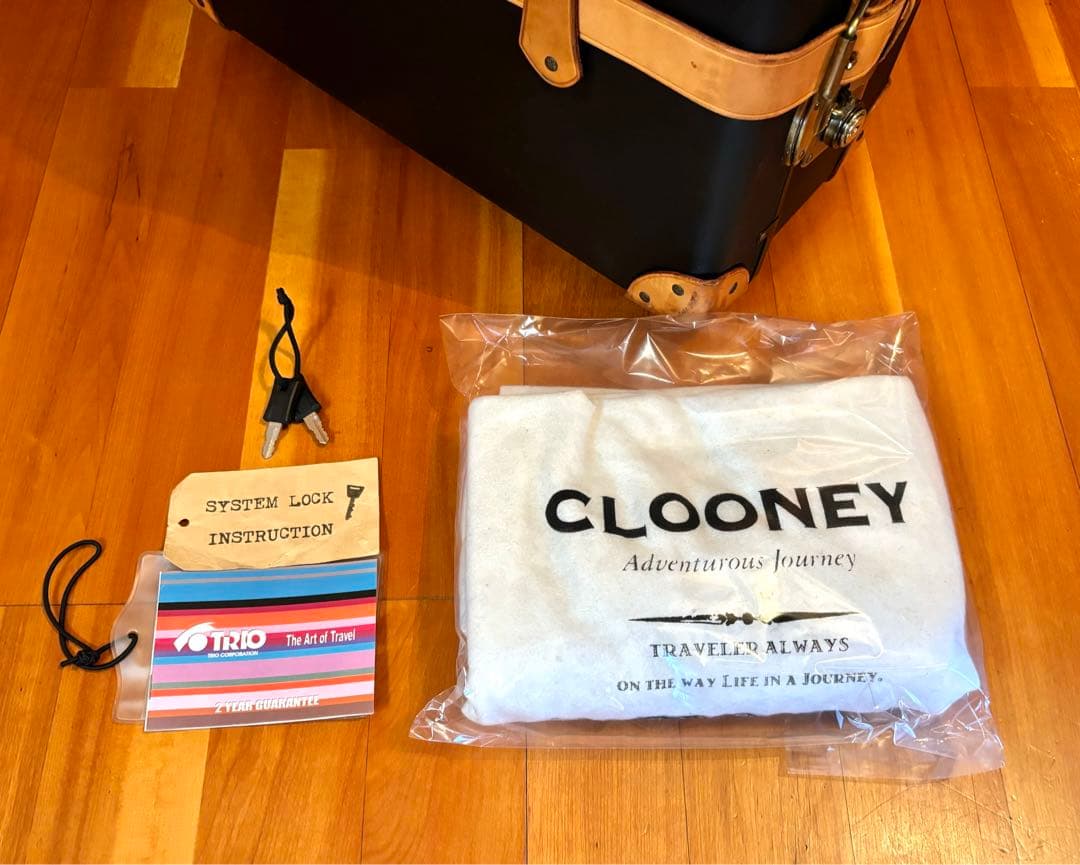 SYSTEM LOCK
INSTRUCTION
TRIO
TRIO CORPORATION
The Art of Travel
2 YEAR GUARANTEE
CLOONEY
Adventurous Journey
TRAVELER ALWAYS
ON THE WAY LIFE IN A JOURNEY.